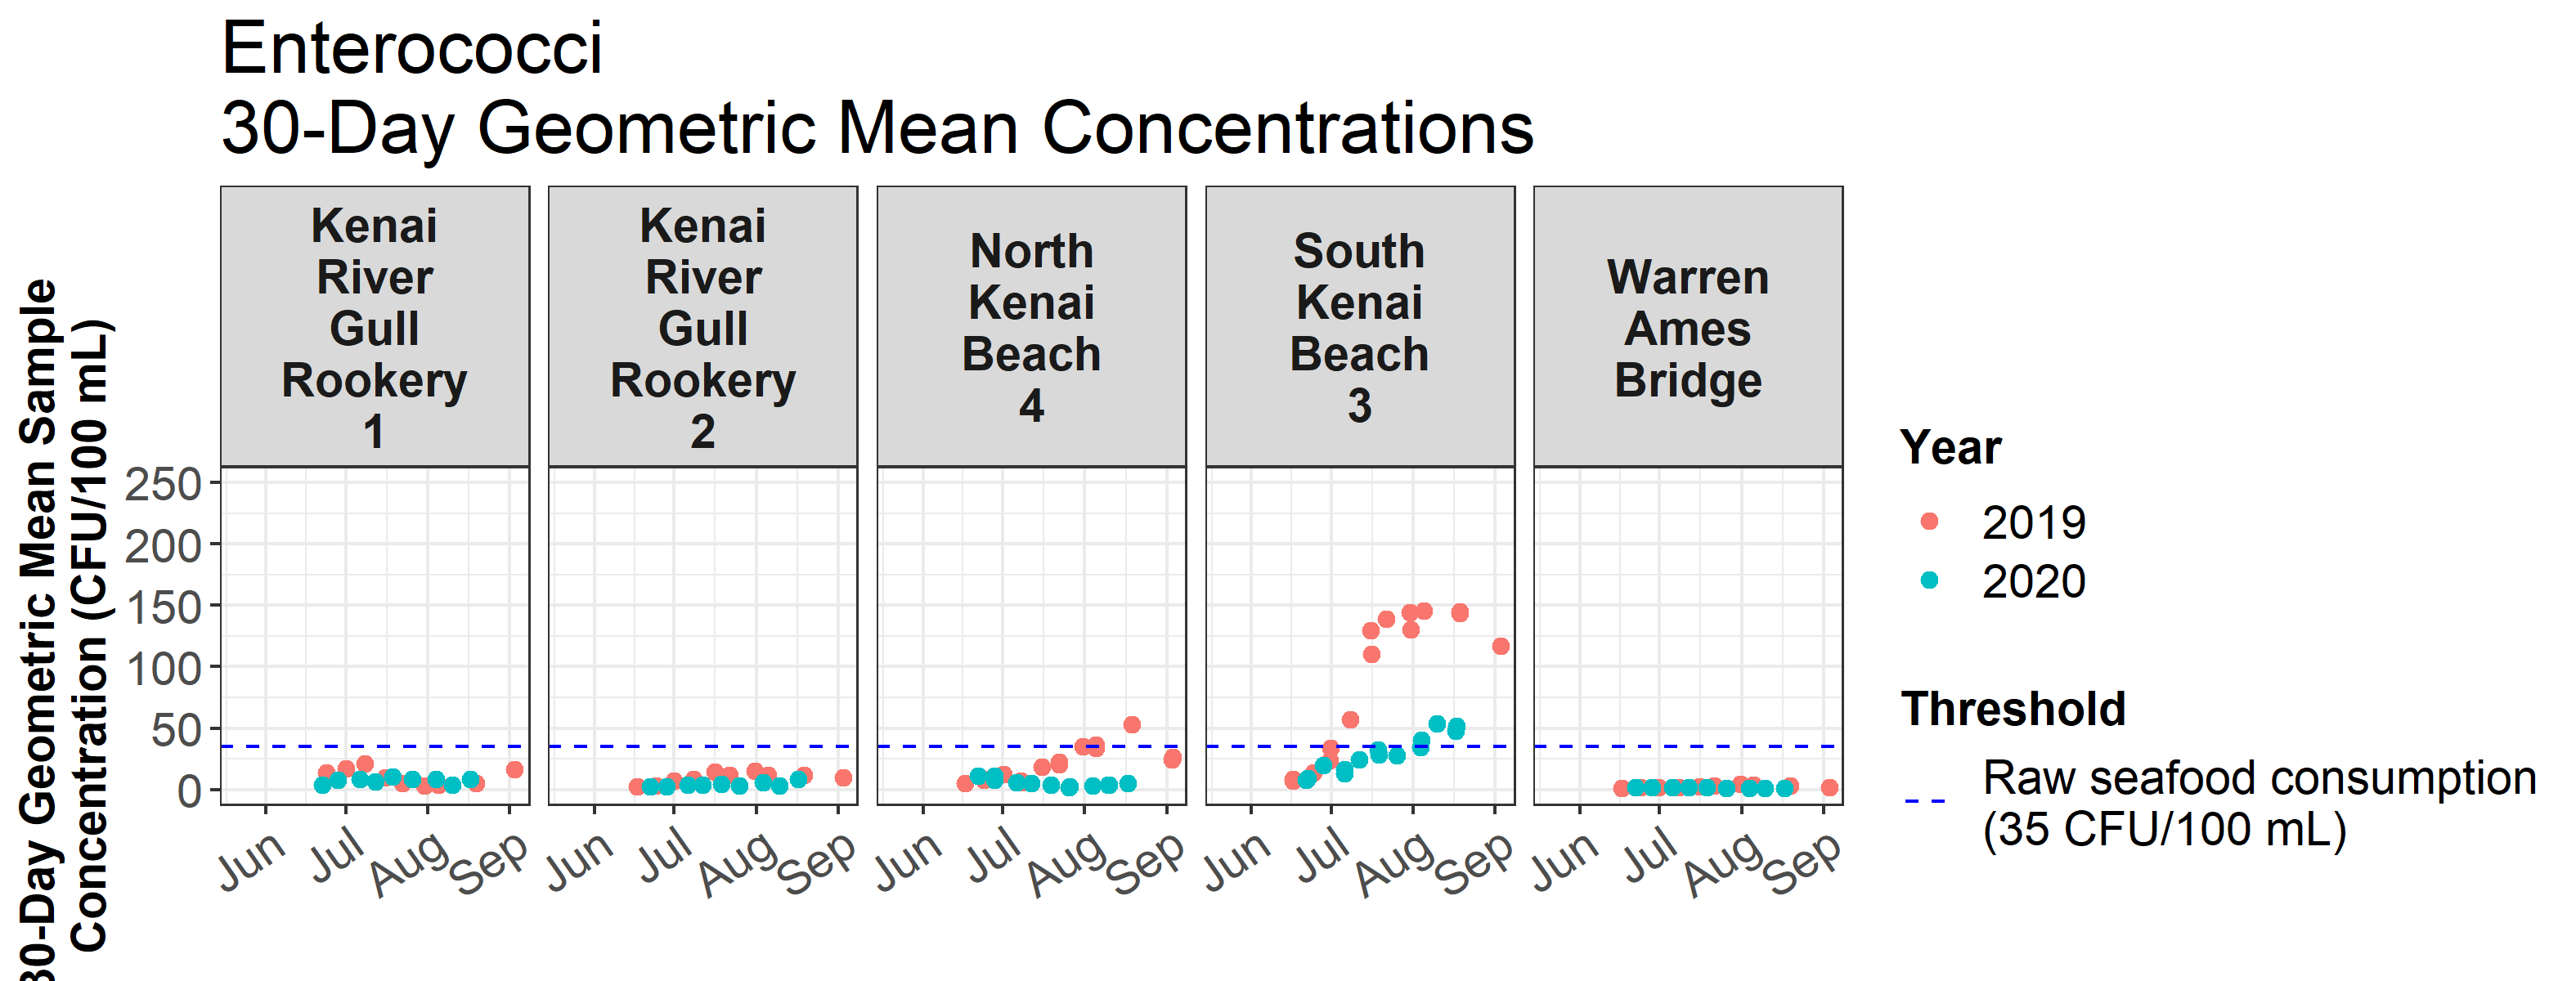 Enterococci
30-Day Geometric Mean Concentrations
Kenai
River
Gull
Rookery
1
Kenai
River
Gull
Rookery
2
North
Kenai
Beach
4
South
Kenai
Beach
3
Warren
Ames
Bridge
30-Day Geometric Mean Sample
Concentration (CFU/100 mL)
250
200
150
100
50
0
Jun Jul Aug Sep
Jun Jul Aug Sep
Jun Jul Aug Sep
Jun Jul Aug Sep
Jun Jul Aug Sep
Year
2019
2020
Threshold
Raw seafood consumption
(35 CFU/100 mL)